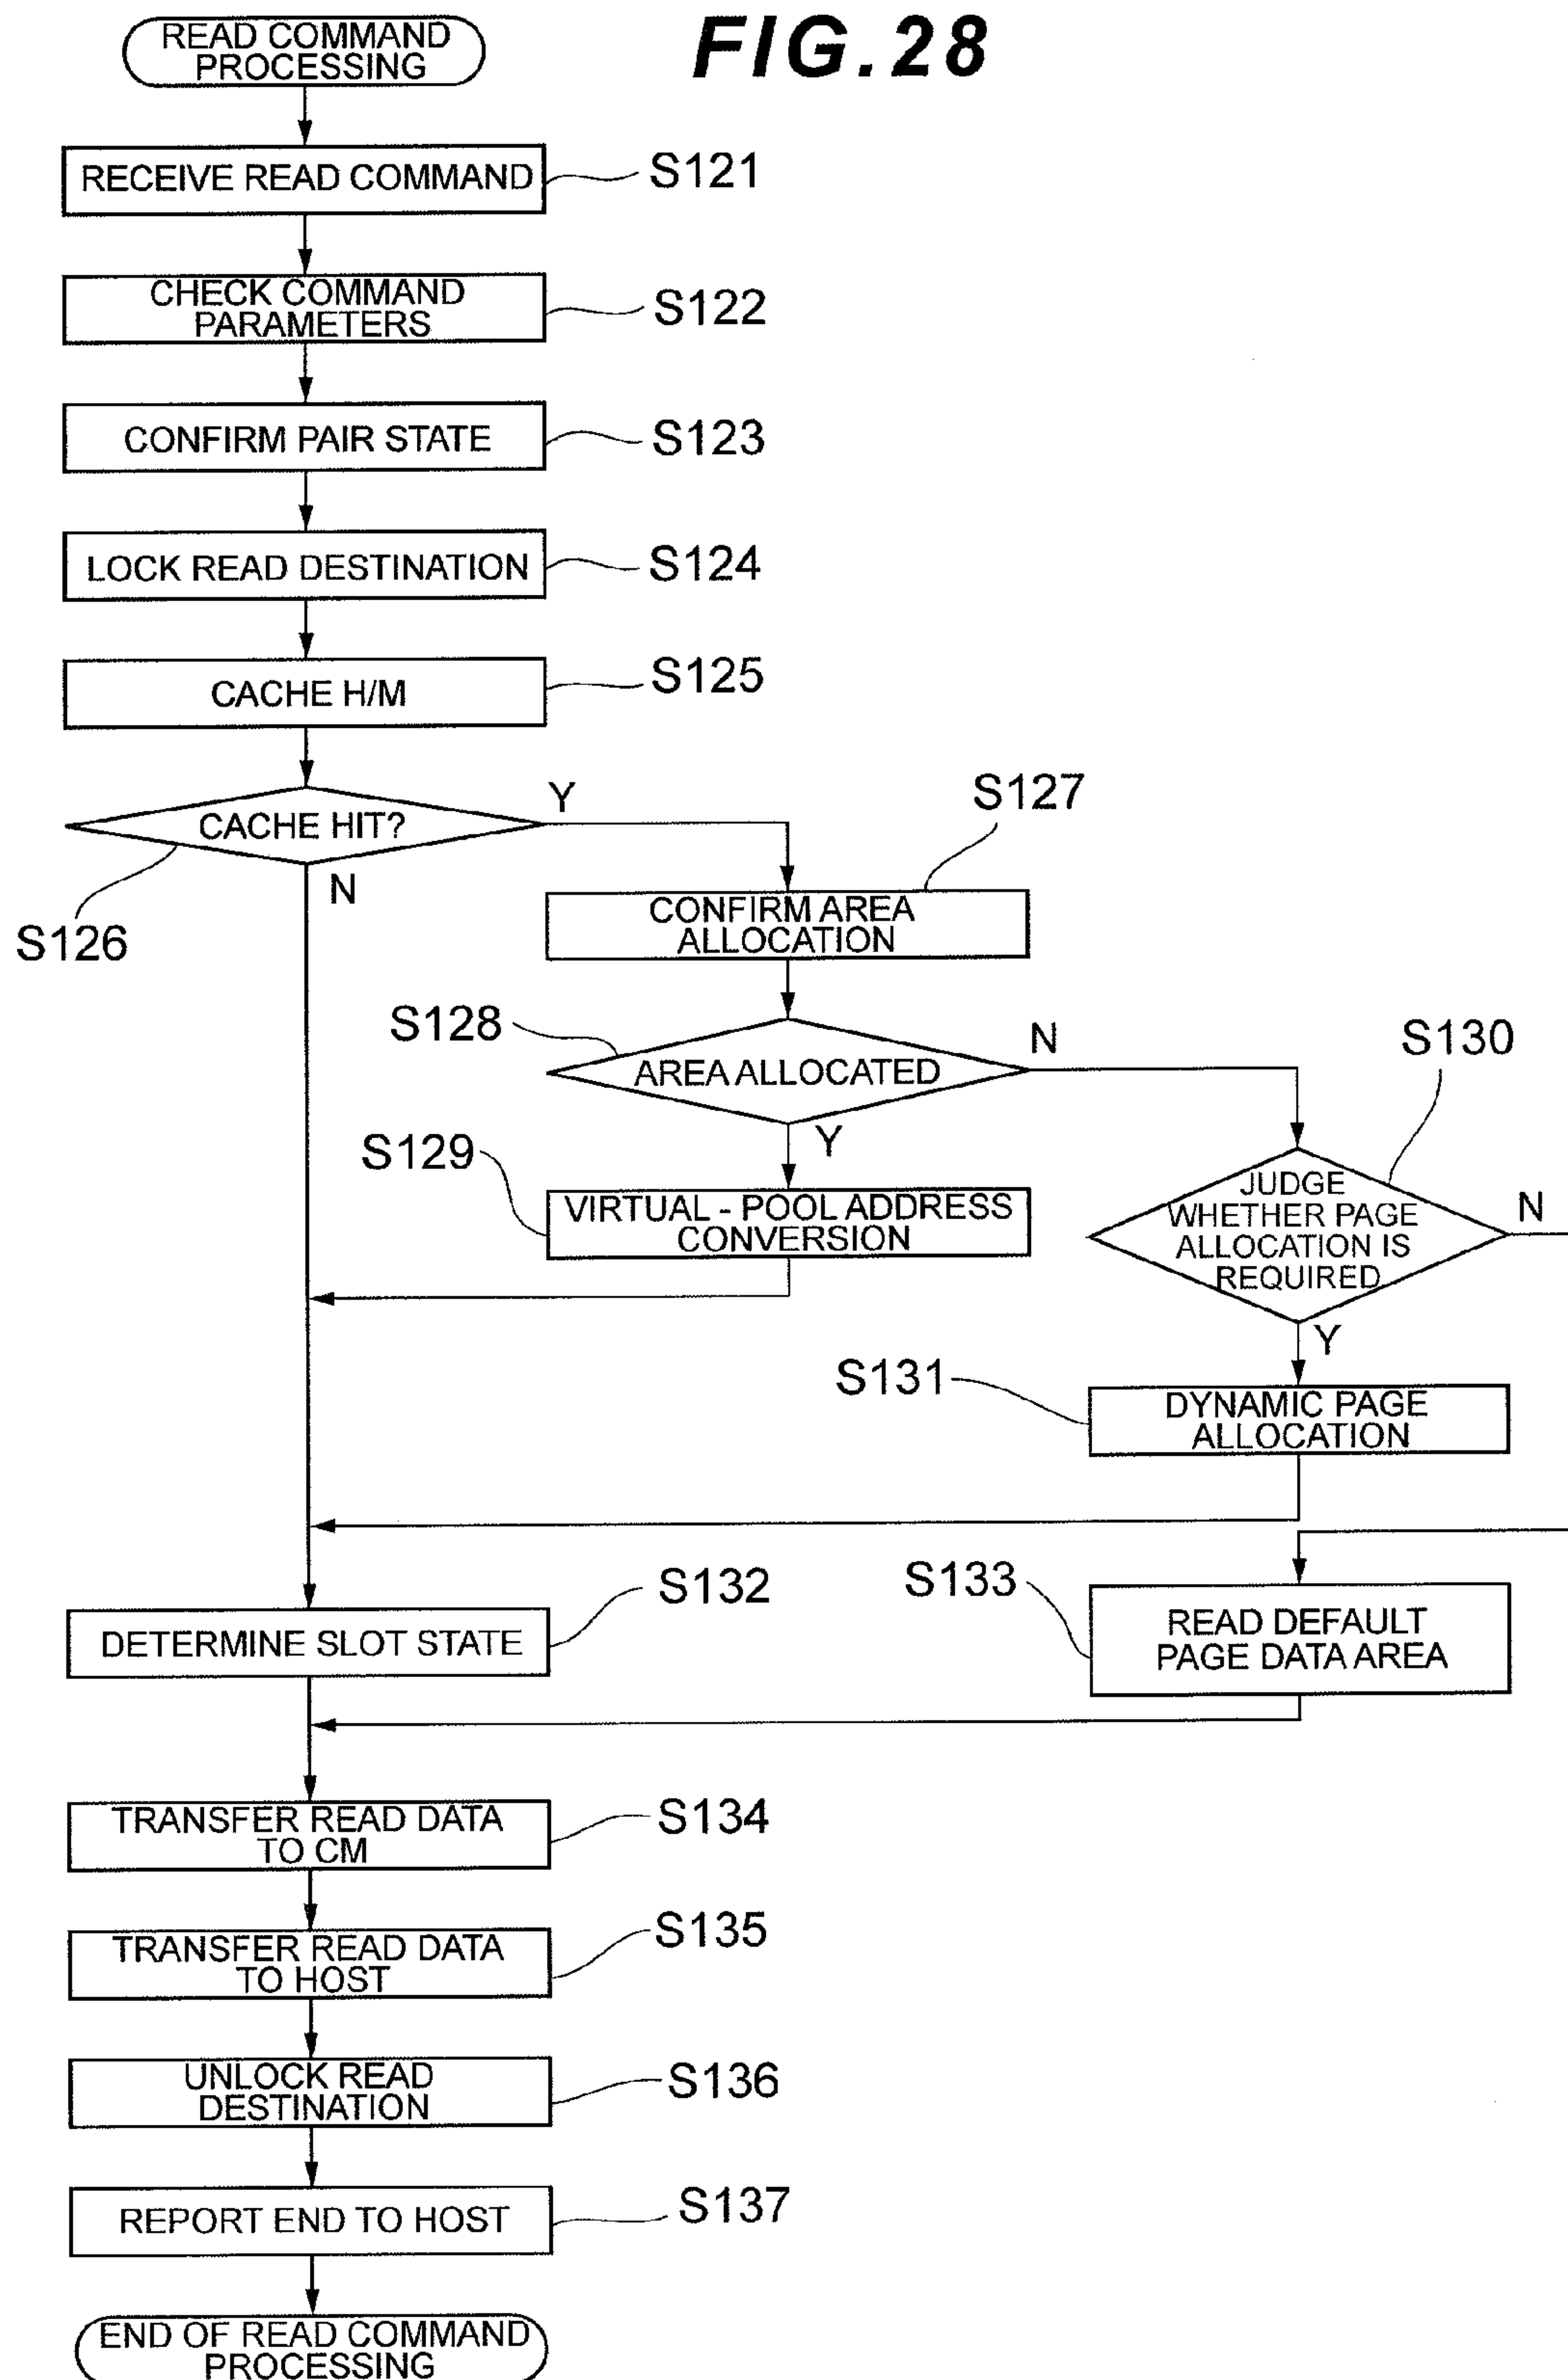 FIG.28
READ COMMAND
PROCESSING
RECEIVE READ COMMAND
S121
CHECK COMMAND
PARAMETERS
S122
CONFIRM PAIR STATE
S123
LOCK READ DESTINATION
S124
CACHE H/M
S125
CACHE HIT?
Y
N
S126
S127
CONFIRM AREA
ALLOCATION
S128
AREA ALLOCATED
N
Y
S129
VIRTUAL - POOL ADDRESS
CONVERSION
S130
JUDGE
WHETHER PAGE
ALLOCATION IS
REQUIRED
N
Y
S131
DYNAMIC PAGE
ALLOCATION
S132
DETERMINE SLOT STATE
S133
READ DEFAULT
PAGE DATA AREA
TRANSFER READ DATA
TO CM
S134
TRANSFER READ DATA
TO HOST
S135
UNLOCK READ
DESTINATION
S136
REPORT END TO HOST
S137
END OF READ COMMAND
PROCESSING